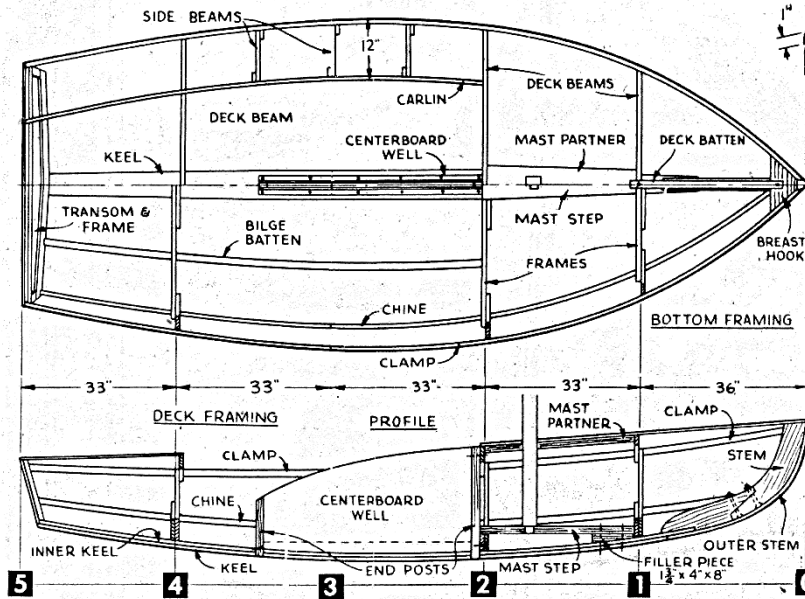 SIDE BEAMS
1"
12"
CARLIN
DECK BEAMS
DECK BEAM
KEEL
CENTERBOARD
WELL
MAST PARTNER
DECK BATTEN
TRANSOM &
FRAME
BILGE
BATTEN
MAST STEP
FRAMES
BREAST
HOOK
CHINE
CLAMP
BOTTOM FRAMING
33"
33"
33"
33"
36"
DECK FRAMING
PROFILE
MAST
PARTNER
CLAMP
CLAMP
STEM
CHINE
CENTERBOARD
WELL
INNER KEEL
KEEL
END POSTS
MAST STEP
FILLER PIECE
1¾" x 4" x 8"
OUTER STEM
5
4
3
2
1